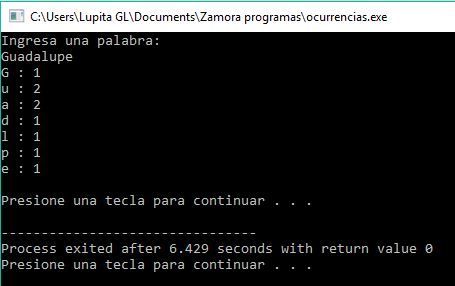 C:\Users\Lupita GL\Documents\Zamora programas\ocurrencias.exe
Ingresa una palabra:
Guadalupe
G : 1
u : 2
a : 2
d : 1
l : 1
p : 1
e : 1
Presione una tecla para continuar . . .
--------------------------------
Process exited after 6.429 seconds with return value 0
Presione una tecla para continuar . . .